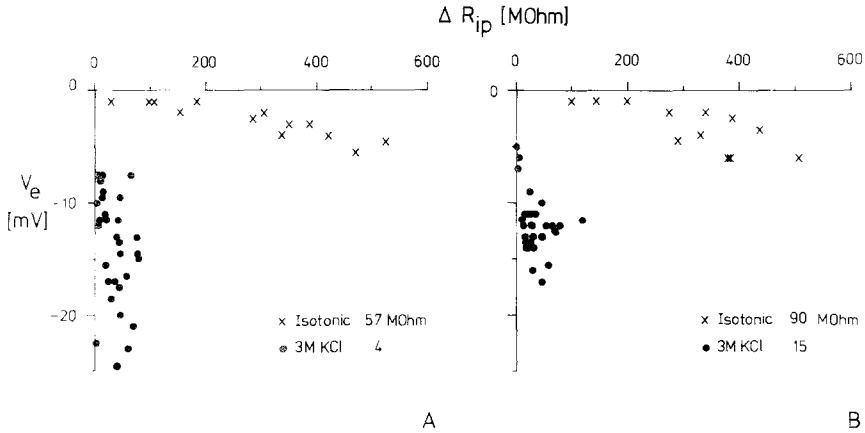 Δ R_ip [MOhm]
0 200 400 600 0 200 400 600
0 0
V_e
[mV]
-10 -10
-20 -20
x Isotonic 57 MOhm x Isotonic 90 MOhm
● 3M KCl 4 ● 3M KCl 15
A B